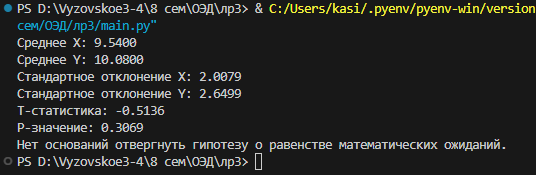 PS D:\Vyzovskoe3-4\8 сем\ОЭД\лр3> & C:/Users/kasi/.pyenv/pyenv-win/version
сем/ОЭД/лр3/main.py"
Среднее X: 9.5400
Среднее Y: 10.0800
Стандартное отклонение X: 2.0079
Стандартное отклонение Y: 2.6499
T-статистика: -0.5136
P-значение: 0.3069
Нет оснований отвергнуть гипотезу о равенстве математических ожиданий.
PS D:\Vyzovskoe3-4\8 сем\ОЭД\лр3>